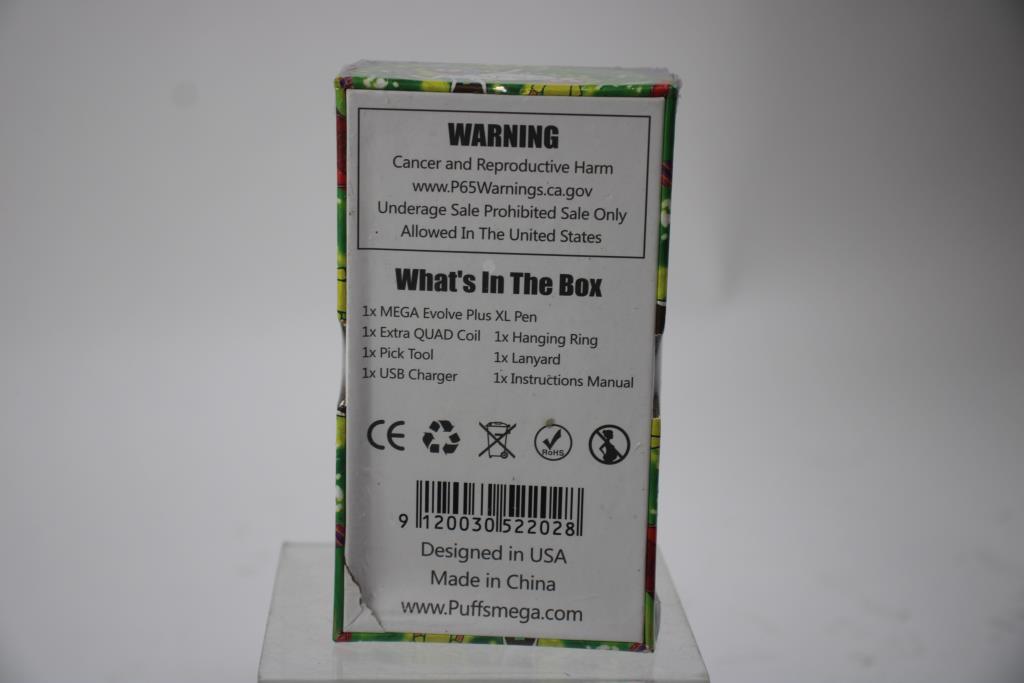 WARNING
Cancer and Reproductive Harm
www.P65Warnings.ca.gov
Underage Sale Prohibited Sale Only
Allowed In The United States
What's In The Box
1x MEGA Evolve Plus XL Pen
1x Extra QUAD Coil 1x Hanging Ring
1x Pick Tool 1x Lanyard
1x USB Charger 1x Instructions Manual
CE
RoHS
9 120030 522028
Designed in USA
Made in China
www.Puffsmega.com